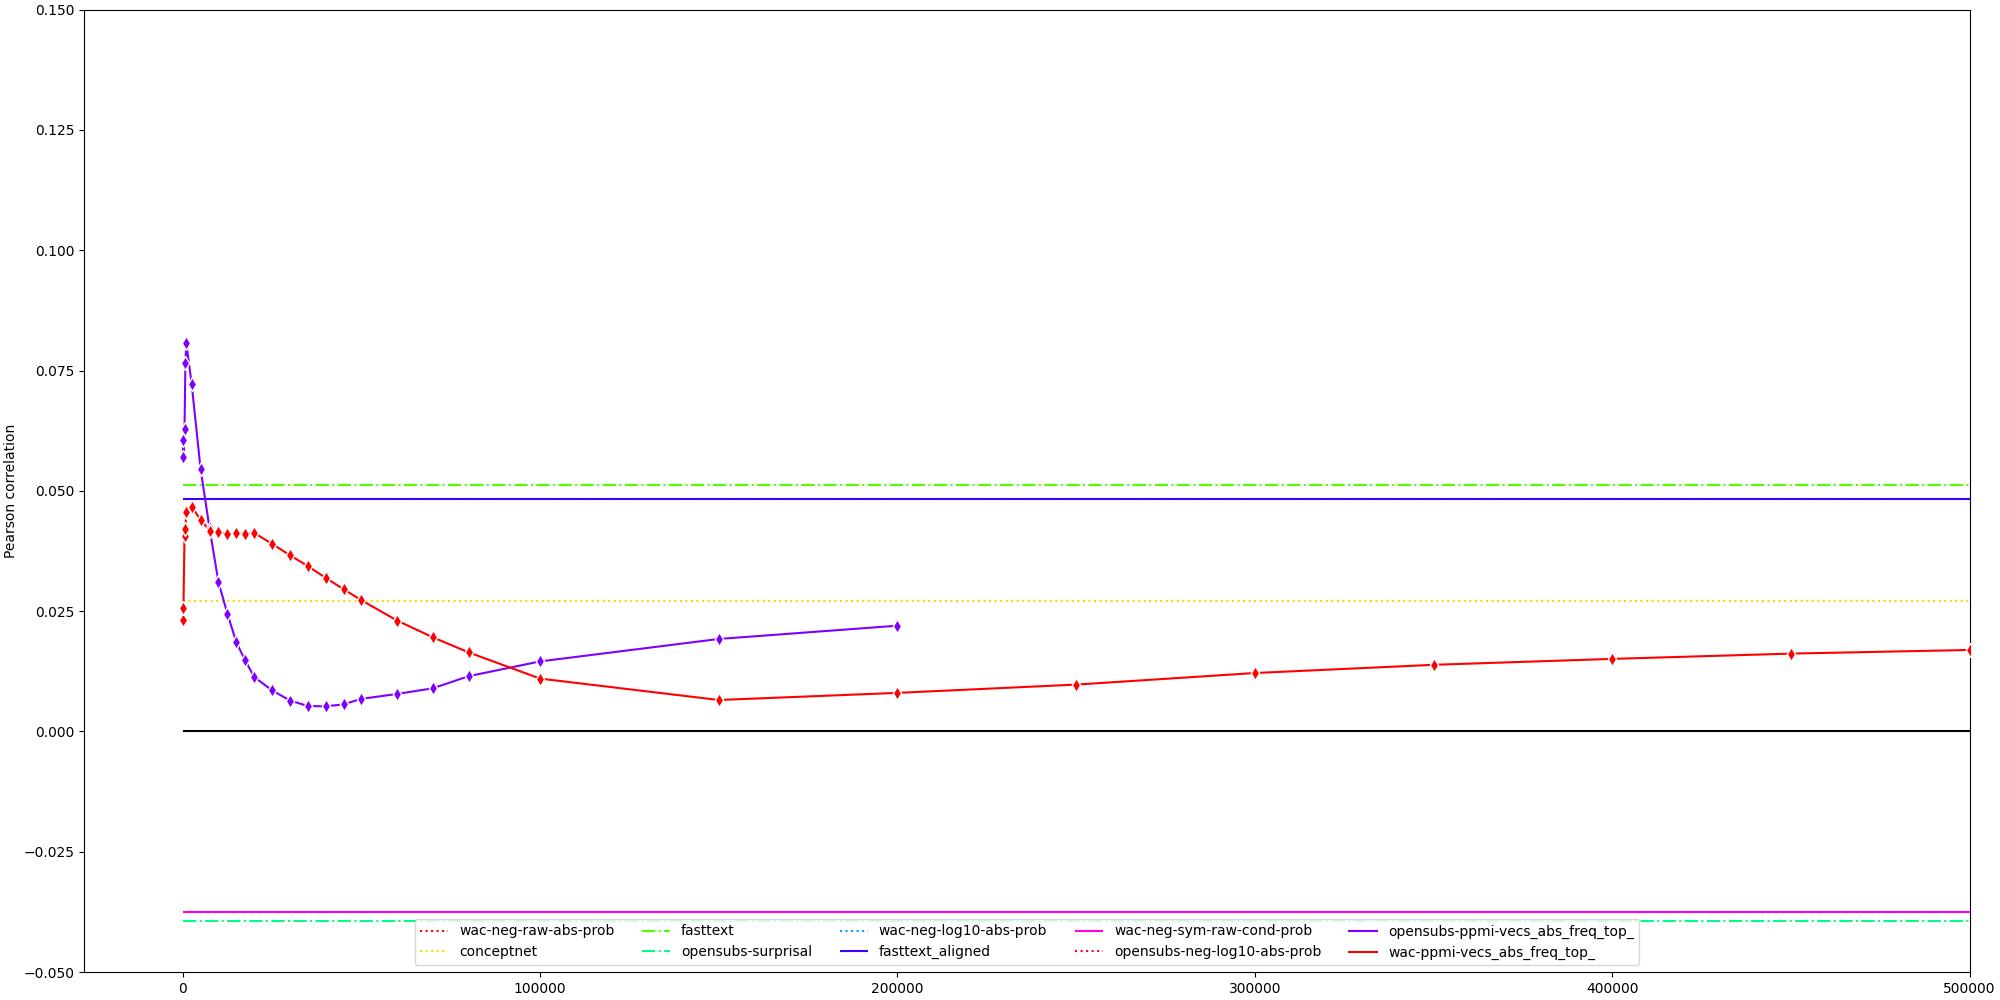 0.150
0.125
0.100
0.075
0.050
0.025
0.000
−0.025
−0.050
Pearson correlation
0 100000 200000 300000 400000 500000
wac-neg-raw-abs-prob
conceptnet
fasttext
opensubs-surprisal
wac-neg-log10-abs-prob
fasttext_aligned
wac-neg-sym-raw-cond-prob
opensubs-neg-log10-abs-prob
opensubs-ppmi-vecs_abs_freq_top_
wac-ppmi-vecs_abs_freq_top_